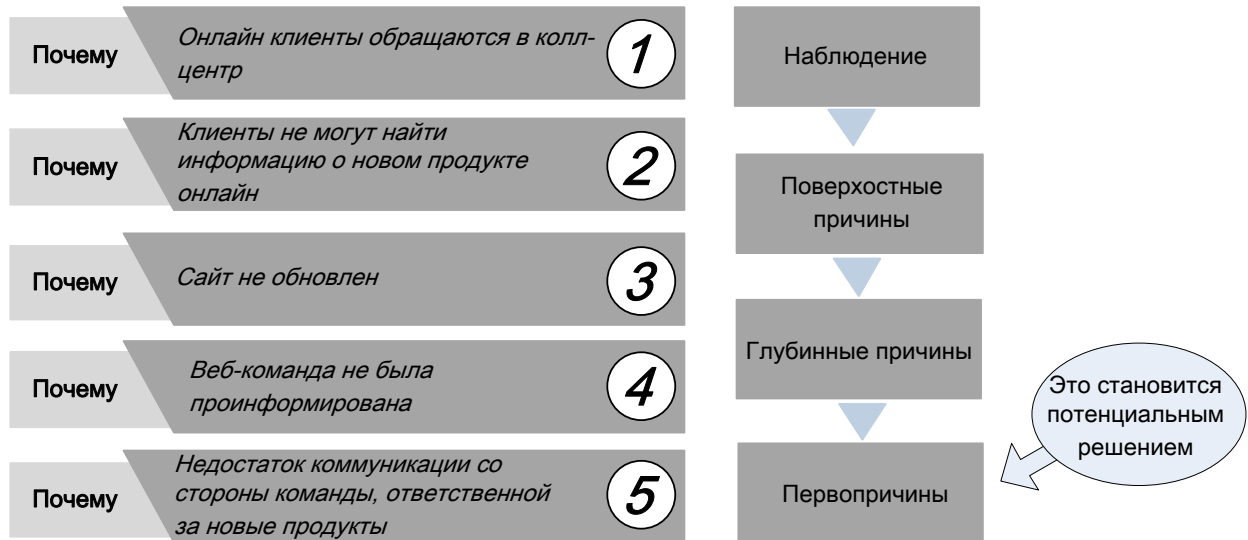 Почему
Онлайн клиенты обращаются в колл-
центр
1
Почему
Клиенты не могут найти
информацию о новом продукте
онлайн
2
Почему
Сайт не обновлен
3
Почему
Веб-команда не была
проинформирована
4
Почему
Недостаток коммуникации со
стороны команды, ответственной
за новые продукты
5
Наблюдение
Поверхостные
причины
Глубинные причины
Первопричины
Это становится
потенциальным
решением